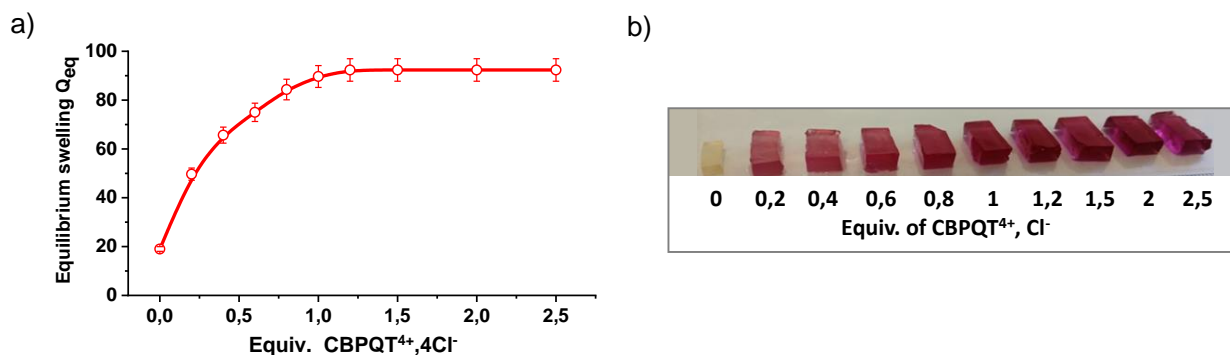 a)
Equilibrium swelling Qeq
100
80
60
40
20
0
0,0 0,5 1,0 1,5 2,0 2,5
Equiv. CBPQT⁴⁺,4Cl⁻
b)
0 0,2 0,4 0,6 0,8 1 1,2 1,5 2 2,5
Equiv. of CBPQT⁴⁺, Cl⁻